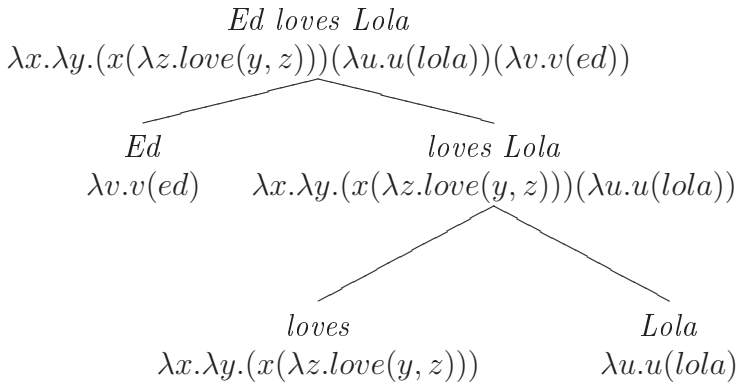 Ed loves Lola
λx.λy.(x(λz.love(y, z)))(λu.u(lola))(λv.v(ed))
Ed
loves Lola
λv.v(ed)
λx.λy.(x(λz.love(y, z)))(λu.u(lola))
loves
Lola
λx.λy.(x(λz.love(y, z)))
λu.u(lola)